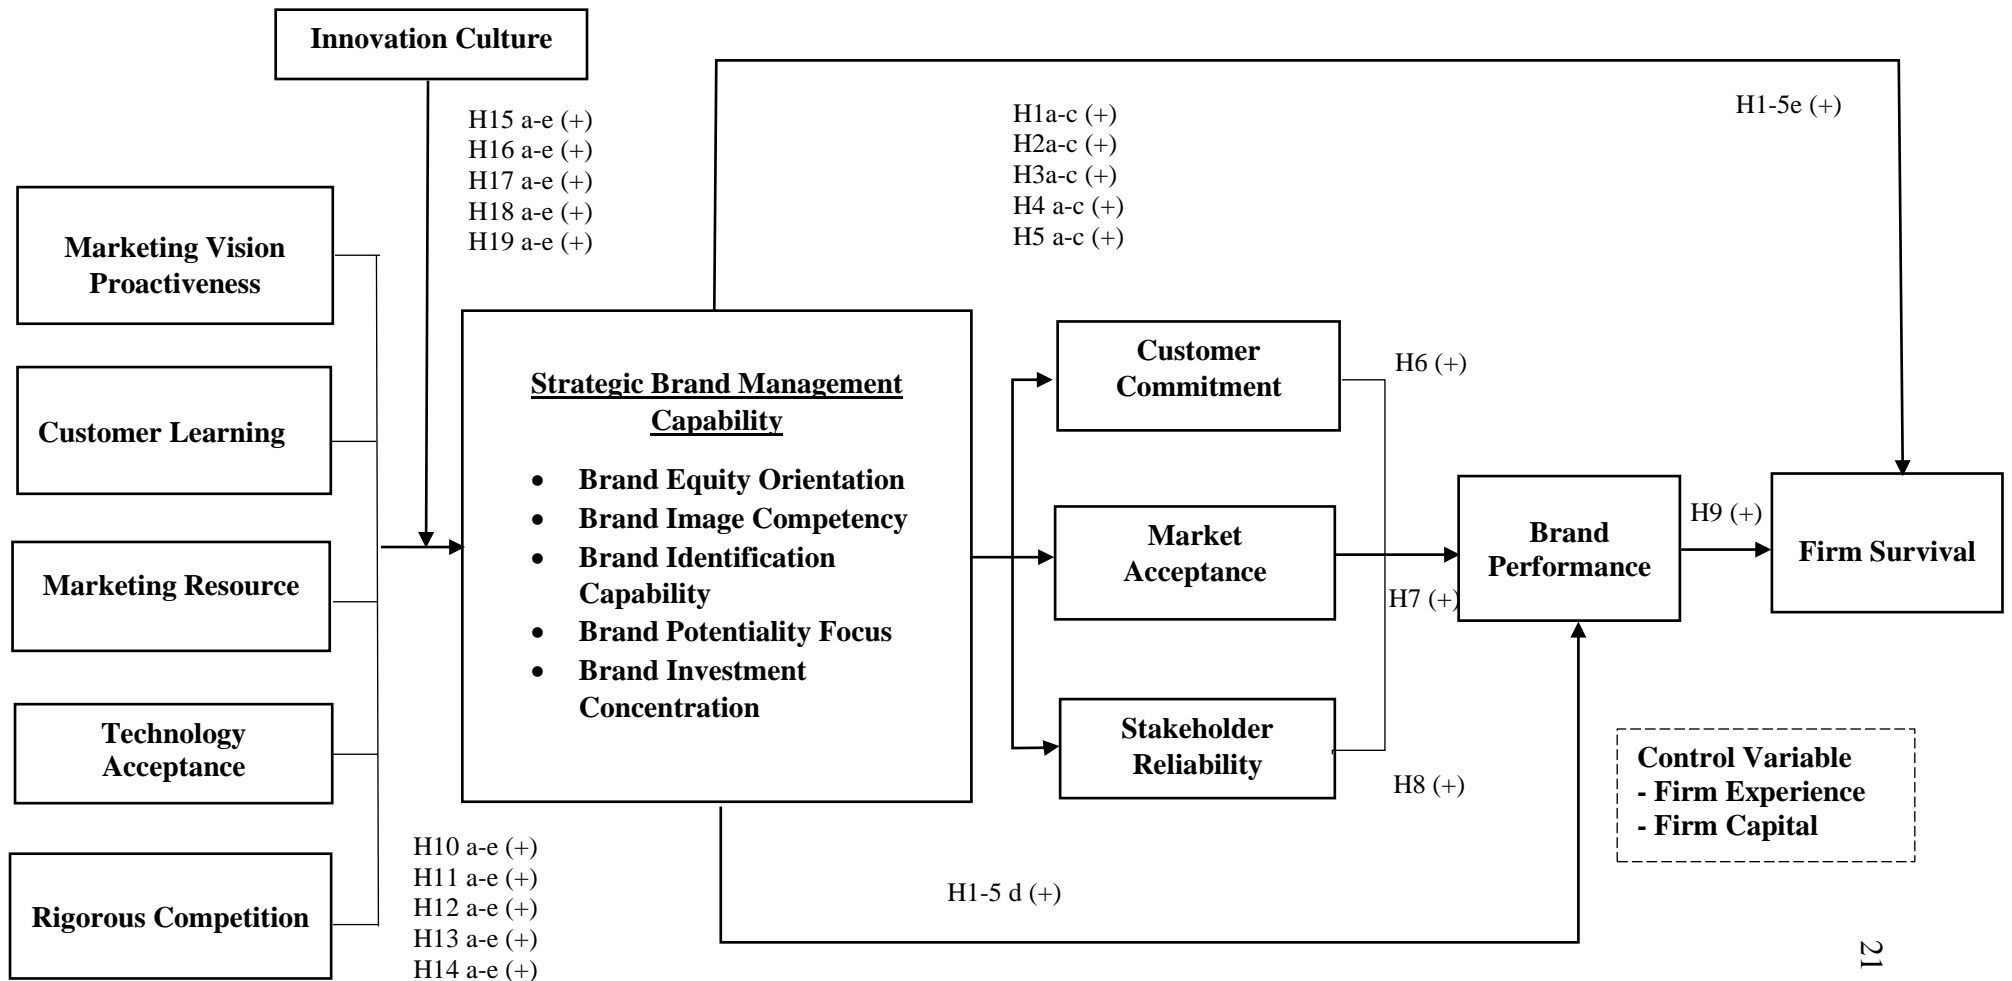 Innovation Culture
H15 a-e (+)
H16 a-e (+)
H17 a-e (+)
H18 a-e (+)
H19 a-e (+)
H1a-c (+)
H2a-c (+)
H3a-c (+)
H4 a-c (+)
H5 a-c (+)
H1-5e (+)
Marketing Vision
Proactiveness
Customer Learning
Marketing Resource
Technology
Acceptance
Rigorous Competition
H10 a-e (+)
H11 a-e (+)
H12 a-e (+)
H13 a-e (+)
H14 a-e (+)
Strategic Brand Management
Capability
• Brand Equity Orientation
• Brand Image Competency
• Brand Identification
Capability
• Brand Potentiality Focus
• Brand Investment
Concentration
Customer
Commitment
Market
Acceptance
Stakeholder
Reliability
H6 (+)
H7 (+)
H8 (+)
H1-5 d (+)
Brand
Performance
H9 (+)
Firm Survival
Control Variable
- Firm Experience
- Firm Capital
21